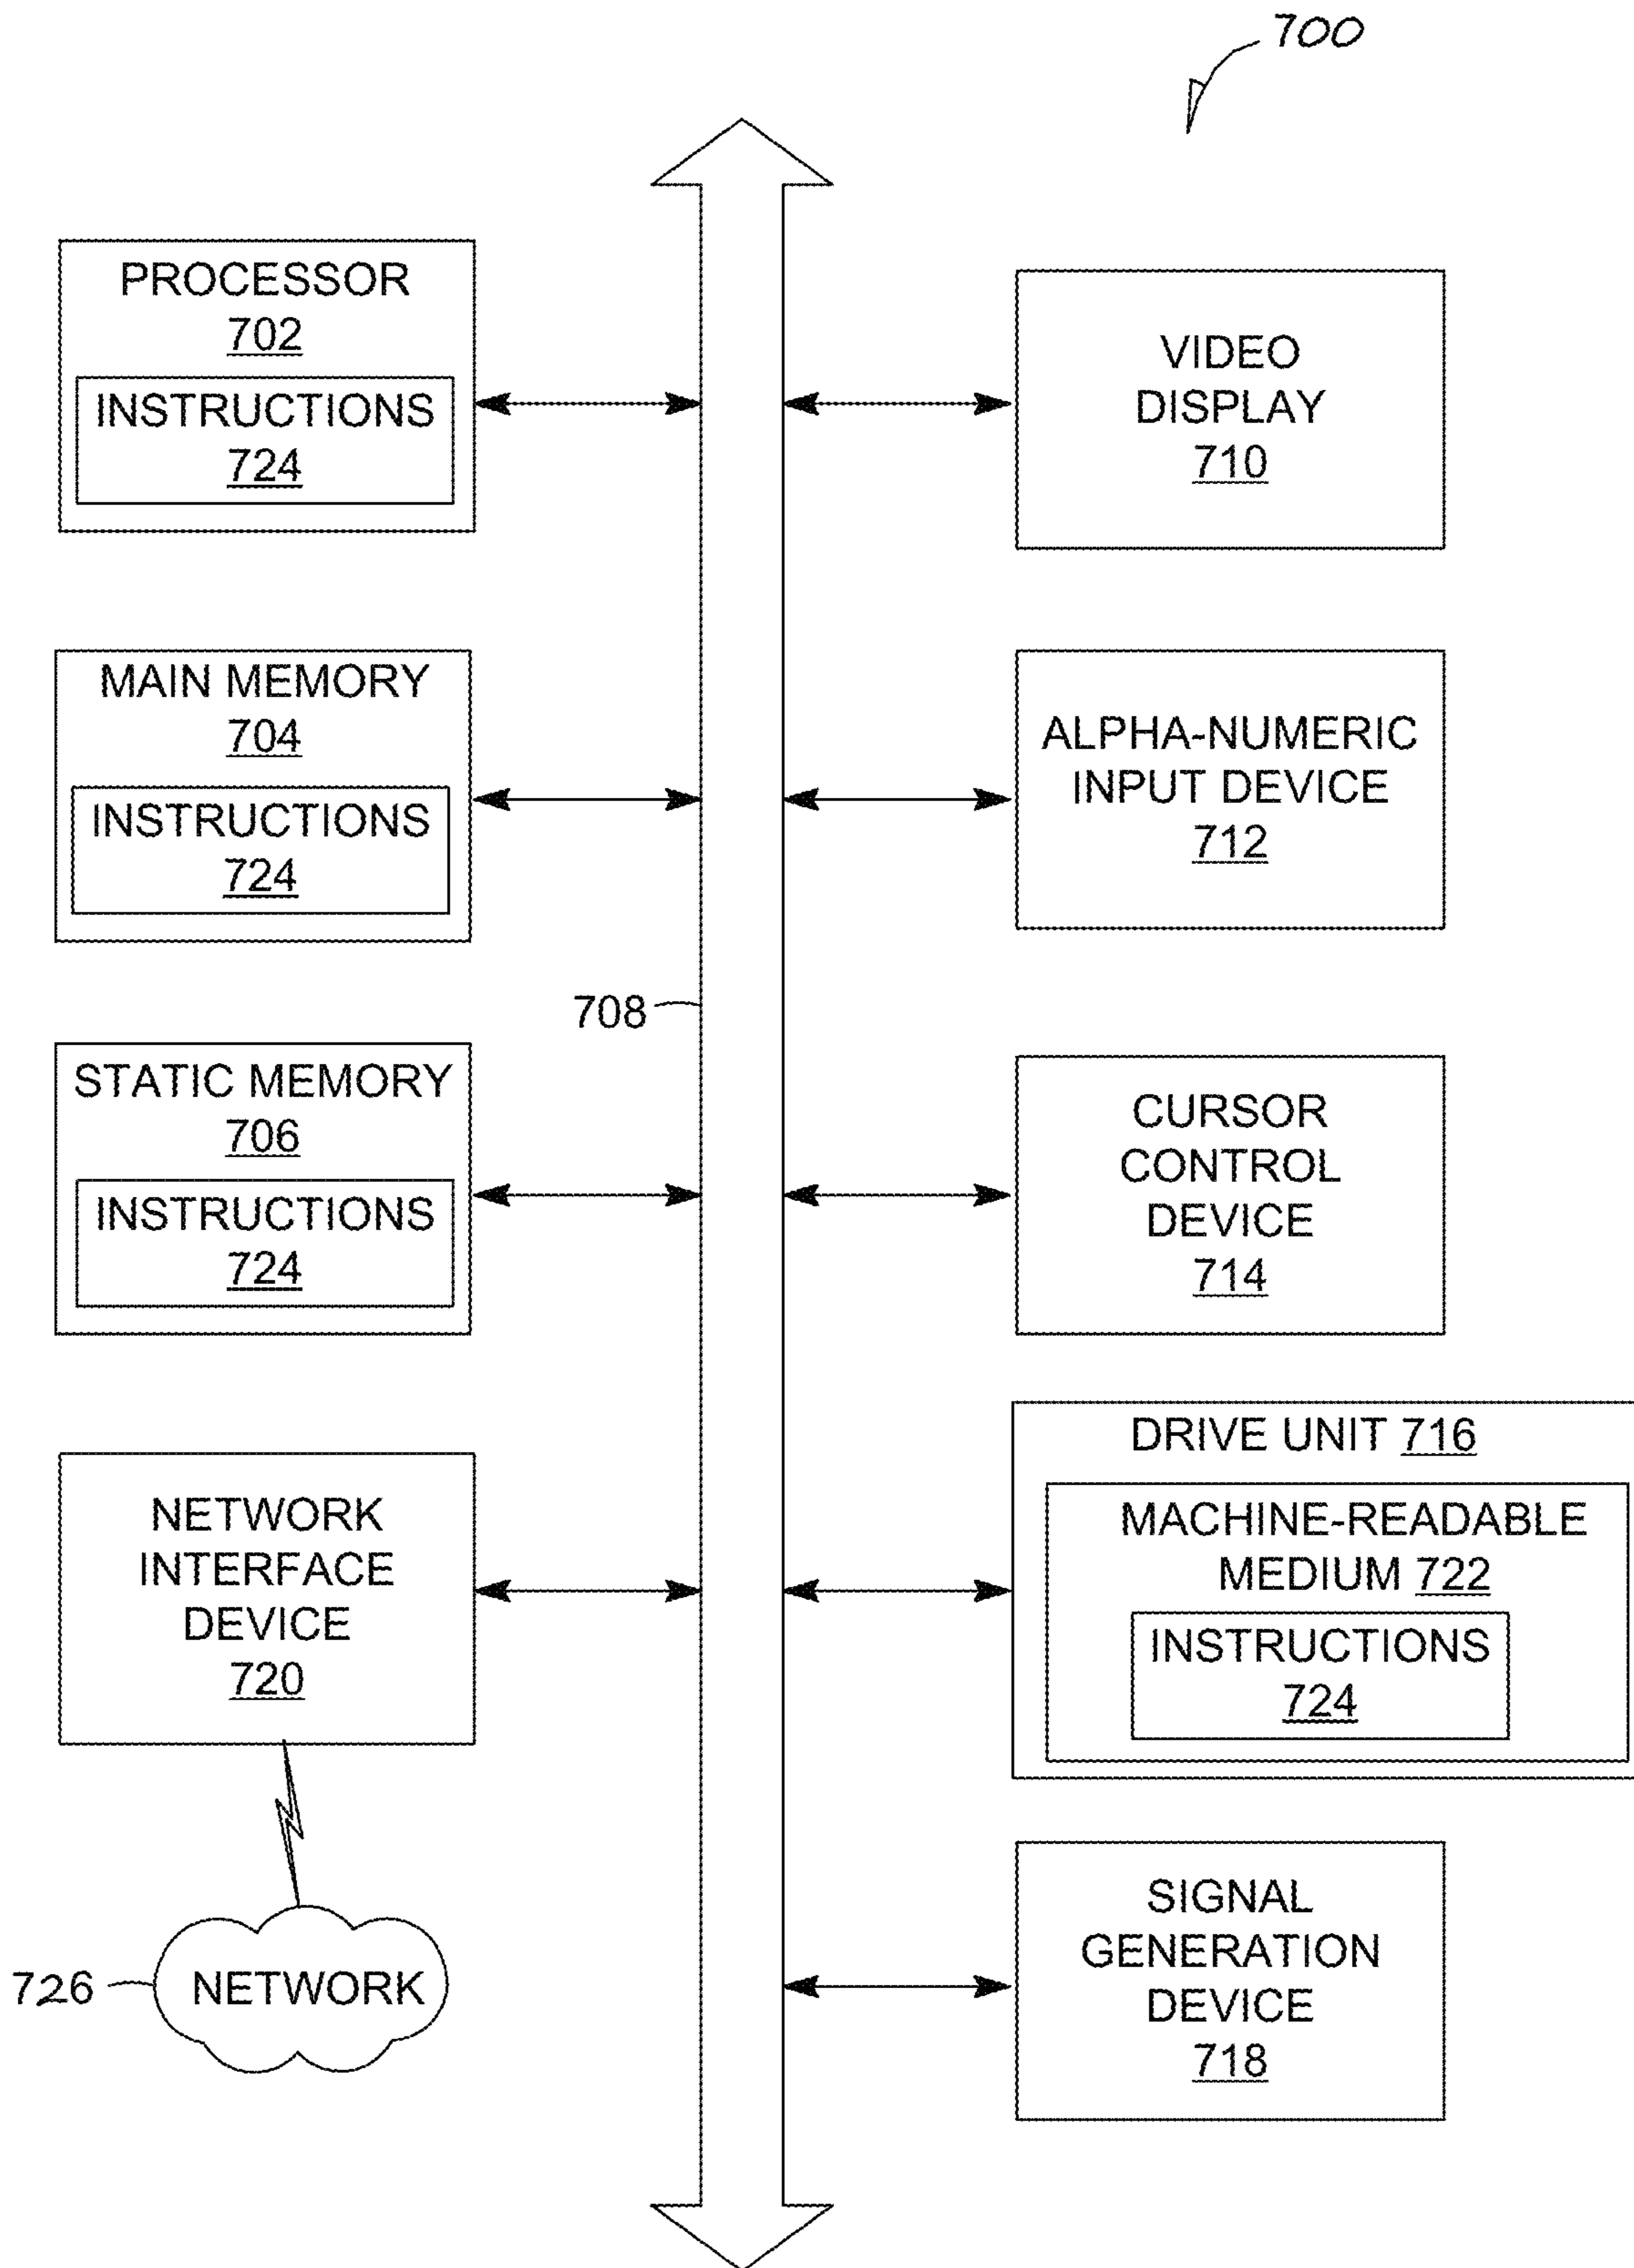 700
PROCESSOR
702
INSTRUCTIONS
724
VIDEO
DISPLAY
710
MAIN MEMORY
704
INSTRUCTIONS
724
ALPHA-NUMERIC
INPUT DEVICE
712
708
STATIC MEMORY
706
INSTRUCTIONS
724
CURSOR
CONTROL
DEVICE
714
NETWORK
INTERFACE
DEVICE
720
DRIVE UNIT 716
MACHINE-READABLE
MEDIUM 722
INSTRUCTIONS
724
726
NETWORK
SIGNAL
GENERATION
DEVICE
718